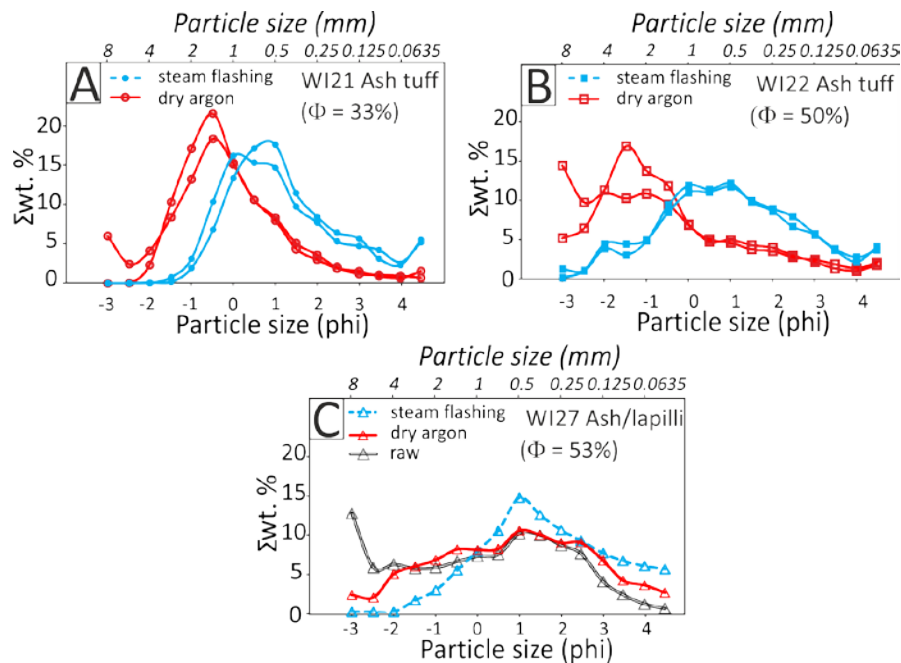 Particle size (mm)
8 4 2 1 0.5 0.25 0.125 0.0635
A
steam flashing
dry argon
WI21 Ash tuff
(Φ = 33%)
Σwt. %
20
15
10
5
0
-3 -2 -1 0 1 2 3 4
Particle size (phi)
Particle size (mm)
8 4 2 1 0.5 0.25 0.125 0.0635
B
steam flashing
dry argon
WI22 Ash tuff
(Φ = 50%)
Σwt. %
20
15
10
5
0
-3 -2 -1 0 1 2 3 4
Particle size (phi)
Particle size (mm)
8 4 2 1 0.5 0.25 0.125 0.0635
C
steam flashing
dry argon
raw
WI27 Ash/lapilli
(Φ = 53%)
Σwt. %
20
15
10
5
0
-3 -2 -1 0 1 2 3 4
Particle size (phi)